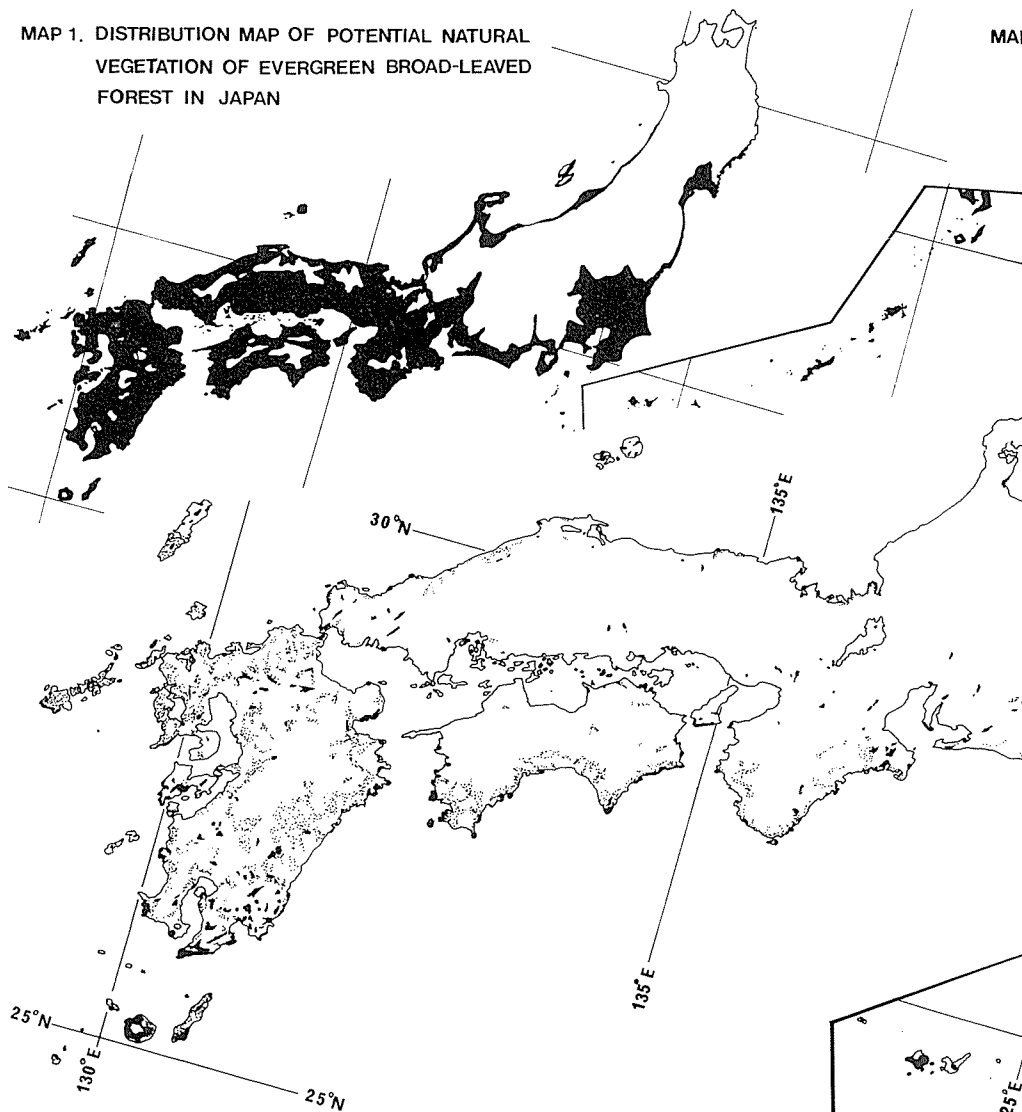 MAP 1. DISTRIBUTION MAP OF POTENTIAL NATURAL
VEGETATION OF EVERGREEN BROAD-LEAVED
FOREST IN JAPAN
MAP
135°E
30°N
135°E
25°N
130°E
25°N
25°E